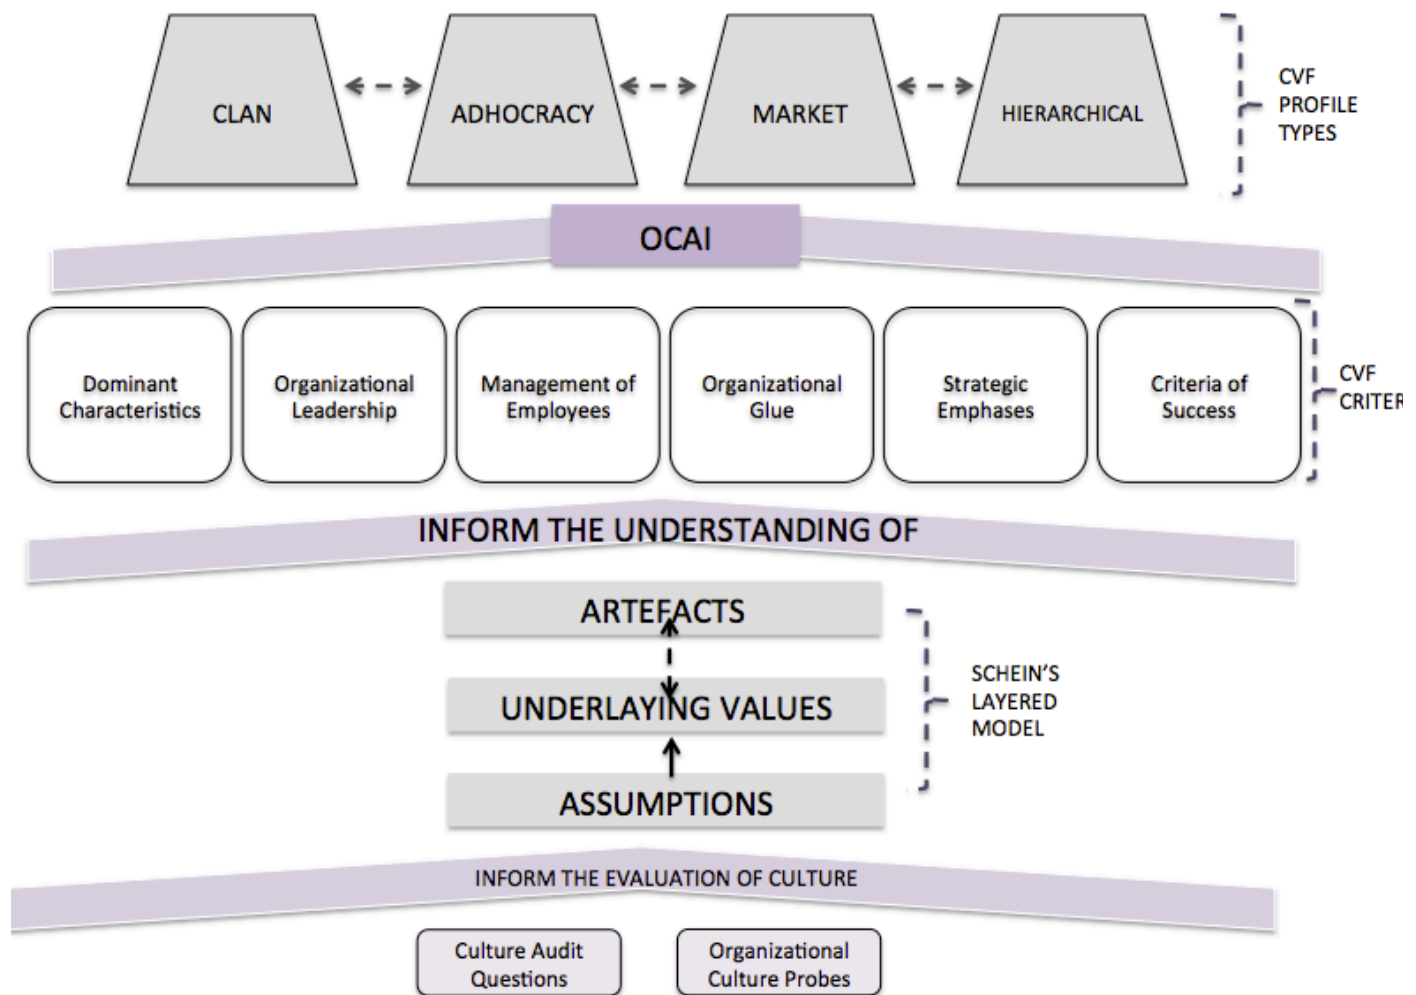 CLAN
ADHOCRACY
MARKET
HIERARCHICAL
CVF
PROFILE
TYPES
OCAI
Dominant
Characteristics
Organizational
Leadership
Management of
Employees
Organizational
Glue
Strategic
Emphases
Criteria of
Success
CVF
CRITER
INFORM THE UNDERSTANDING OF
ARTEFACTS
UNDERLAYING VALUES
ASSUMPTIONS
SCHEIN'S
LAYERED
MODEL
INFORM THE EVALUATION OF CULTURE
Culture Audit
Questions
Organizational
Culture Probes